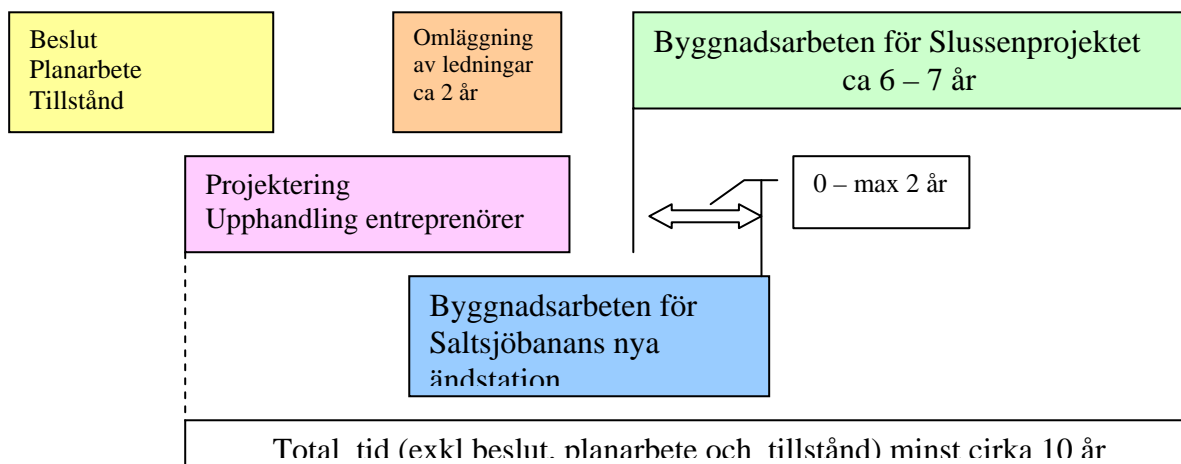 Beslut
Planarbete
Tillstånd
Omläggning
av ledningar
ca 2 år
Byggnadsarbeten för Slussenprojektet
ca 6 – 7 år
Projektering
Upphandling entreprenörer
0 – max 2 år
Byggnadsarbeten för
Saltsjöbanans nya
ändstation
Total tid (exkl beslut, planarbete och tillstånd) minst cirka 10 år